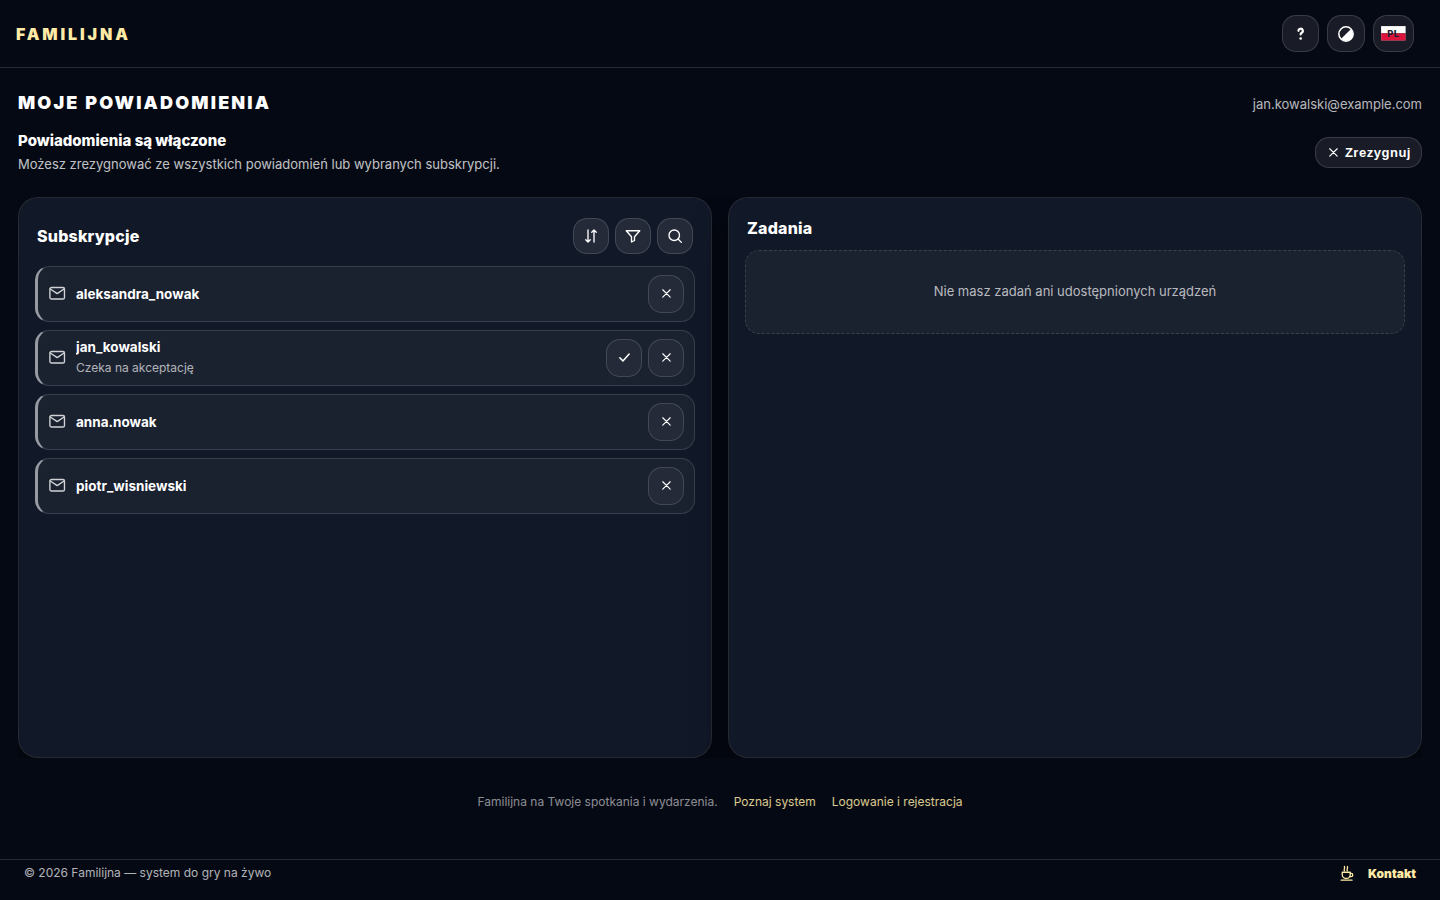 FAMILIJNA
?
PL
MOJE POWIADOMIENIA
jan.kowalski@example.com
Powiadomienia są włączone
Możesz zrezygnować ze wszystkich powiadomień lub wybranych subskrypcji.
Zrezygnuj
Subskrypcje
aleksandra_nowak
jan_kowalski
Czeka na akceptację
anna.nowak
piotr_wisniewski
Zadania
Nie masz zadań ani udostępnionych urządzeń
Familijna na Twoje spotkania i wydarzenia. Poznaj system Logowanie i rejestracja
© 2026 Familijna — system do gry na żywo
Kontakt